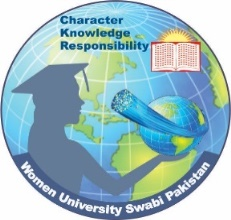 Character
Knowledge
Responsibility
Women University Swabi Pakistan